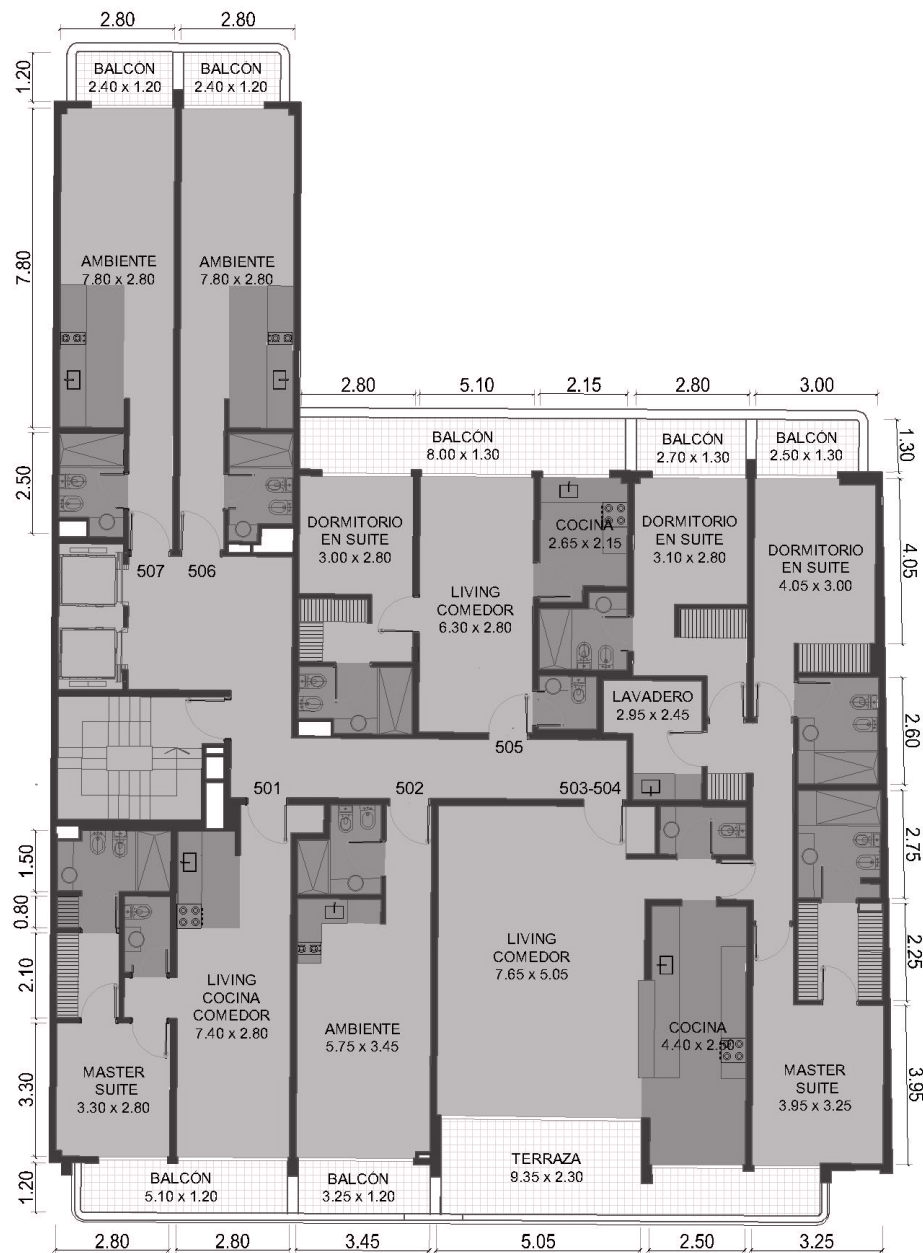 2.80
2.80
1.20
BALCÓN
2.40 x 1.20
BALCÓN
2.40 x 1.20
7.80
AMBIENTE
7.80 x 2.80
AMBIENTE
7.80 x 2.80
2.80
5.10
2.15
2.80
3.00
BALCÓN
8.00 x 1.30
BALCÓN
2.70 x 1.30
BALCÓN
2.50 x 1.30
1.30
2.50
DORMITORIO
EN SUITE
3.00 x 2.80
COCINA
2.65 x 2.15
DORMITORIO
EN SUITE
3.10 x 2.80
DORMITORIO
EN SUITE
4.05 x 3.00
4.05
507
506
LIVING
COMEDOR
6.30 x 2.80
LAVADERO
2.95 x 2.45
2.60
505
501
502
503-504
1.50
2.75
0.80
2.10
LIVING
COCINA
COMEDOR
7.40 x 2.80
LIVING
COMEDOR
7.65 x 5.05
2.25
AMBIENTE
5.75 x 3.45
COCINA
4.40 x 2.50
3.30
MASTER
SUITE
3.30 x 2.80
MASTER
SUITE
3.95 x 3.25
3.95
1.20
BALCÓN
5.10 x 1.20
BALCÓN
3.25 x 1.20
TERRAZA
9.35 x 2.30
2.80
2.80
3.45
5.05
2.50
3.25